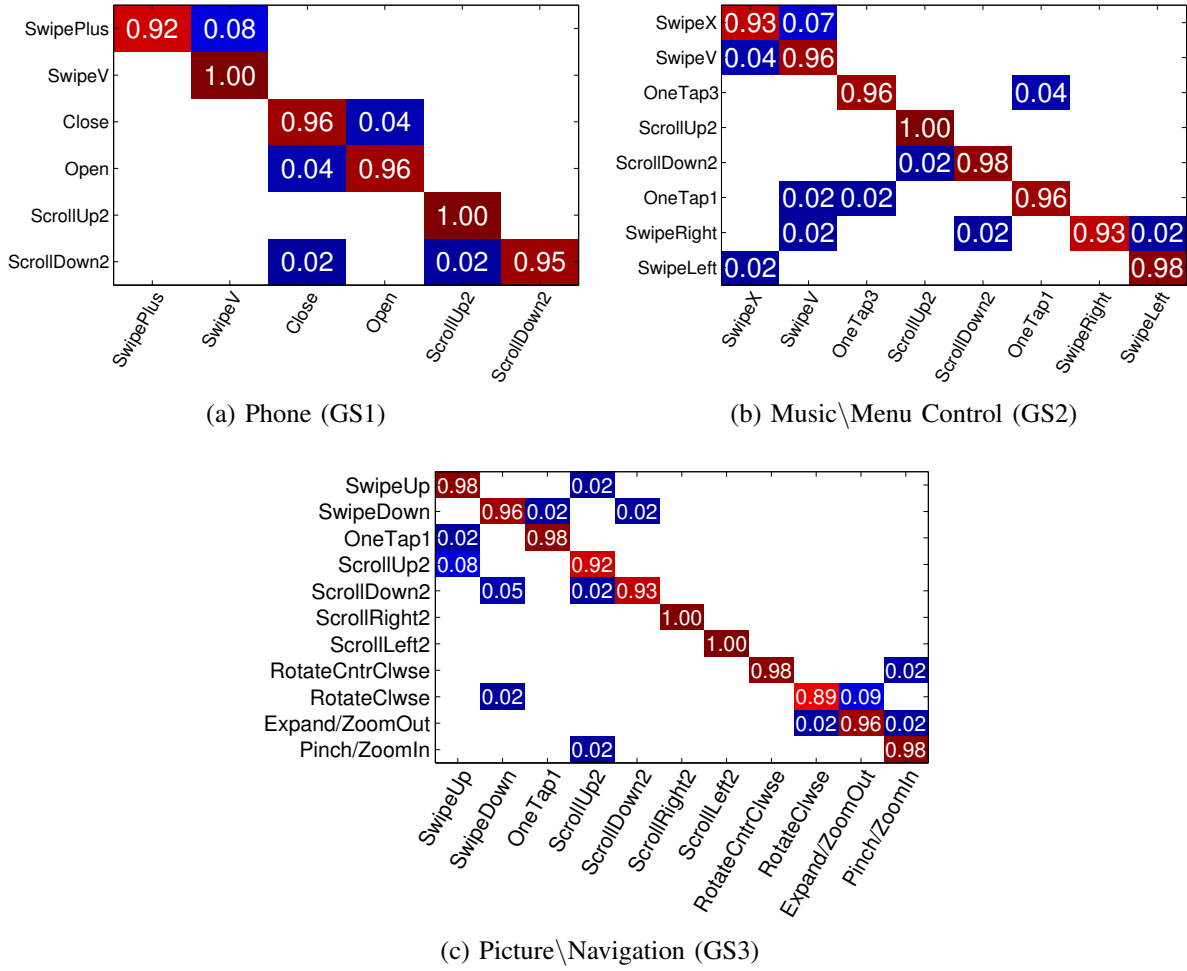 SwipePlus 0.92 0.08
SwipeV 1.00
Close 0.96 0.04
Open 0.04 0.96
ScrollUp2 1.00
ScrollDown2 0.02 0.02 0.95
SwipePlus SwipeV Close Open ScrollUp2 ScrollDown2
(a) Phone (GS1)
SwipeX 0.93 0.07
SwipeV 0.04 0.96
OneTap3 0.96 0.04
ScrollUp2 1.00
ScrollDown2 0.02 0.98
OneTap1 0.02 0.02 0.96
SwipeRight 0.02 0.02 0.93 0.02
SwipeLeft 0.02 0.98
SwipeX SwipeV OneTap3 ScrollUp2 ScrollDown2 OneTap1 SwipeRight SwipeLeft
(b) Music\Menu Control (GS2)
SwipeUp 0.98 0.02
SwipeDown 0.96 0.02 0.02
OneTap1 0.02 0.98
ScrollUp2 0.08 0.92
ScrollDown2 0.05 0.02 0.93
ScrollRight2 1.00
ScrollLeft2 1.00
RotateCntrClwse 0.98 0.02
RotateClwse 0.02 0.89 0.09
Expand/ZoomOut 0.02 0.96 0.02
Pinch/ZoomIn 0.02 0.98
SwipeUp SwipeDown OneTap1 ScrollUp2 ScrollDown2 ScrollRight2 ScrollLeft2 RotateCntrClwse RotateClwse Expand/ZoomOut Pinch/ZoomIn
(c) Picture\Navigation (GS3)